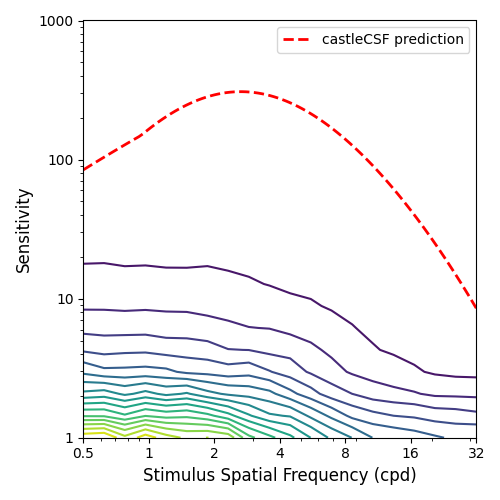 1000
castleCSF prediction
100
Sensitivity
10
1
0.5 1 2 4 8 16 32
Stimulus Spatial Frequency (cpd)